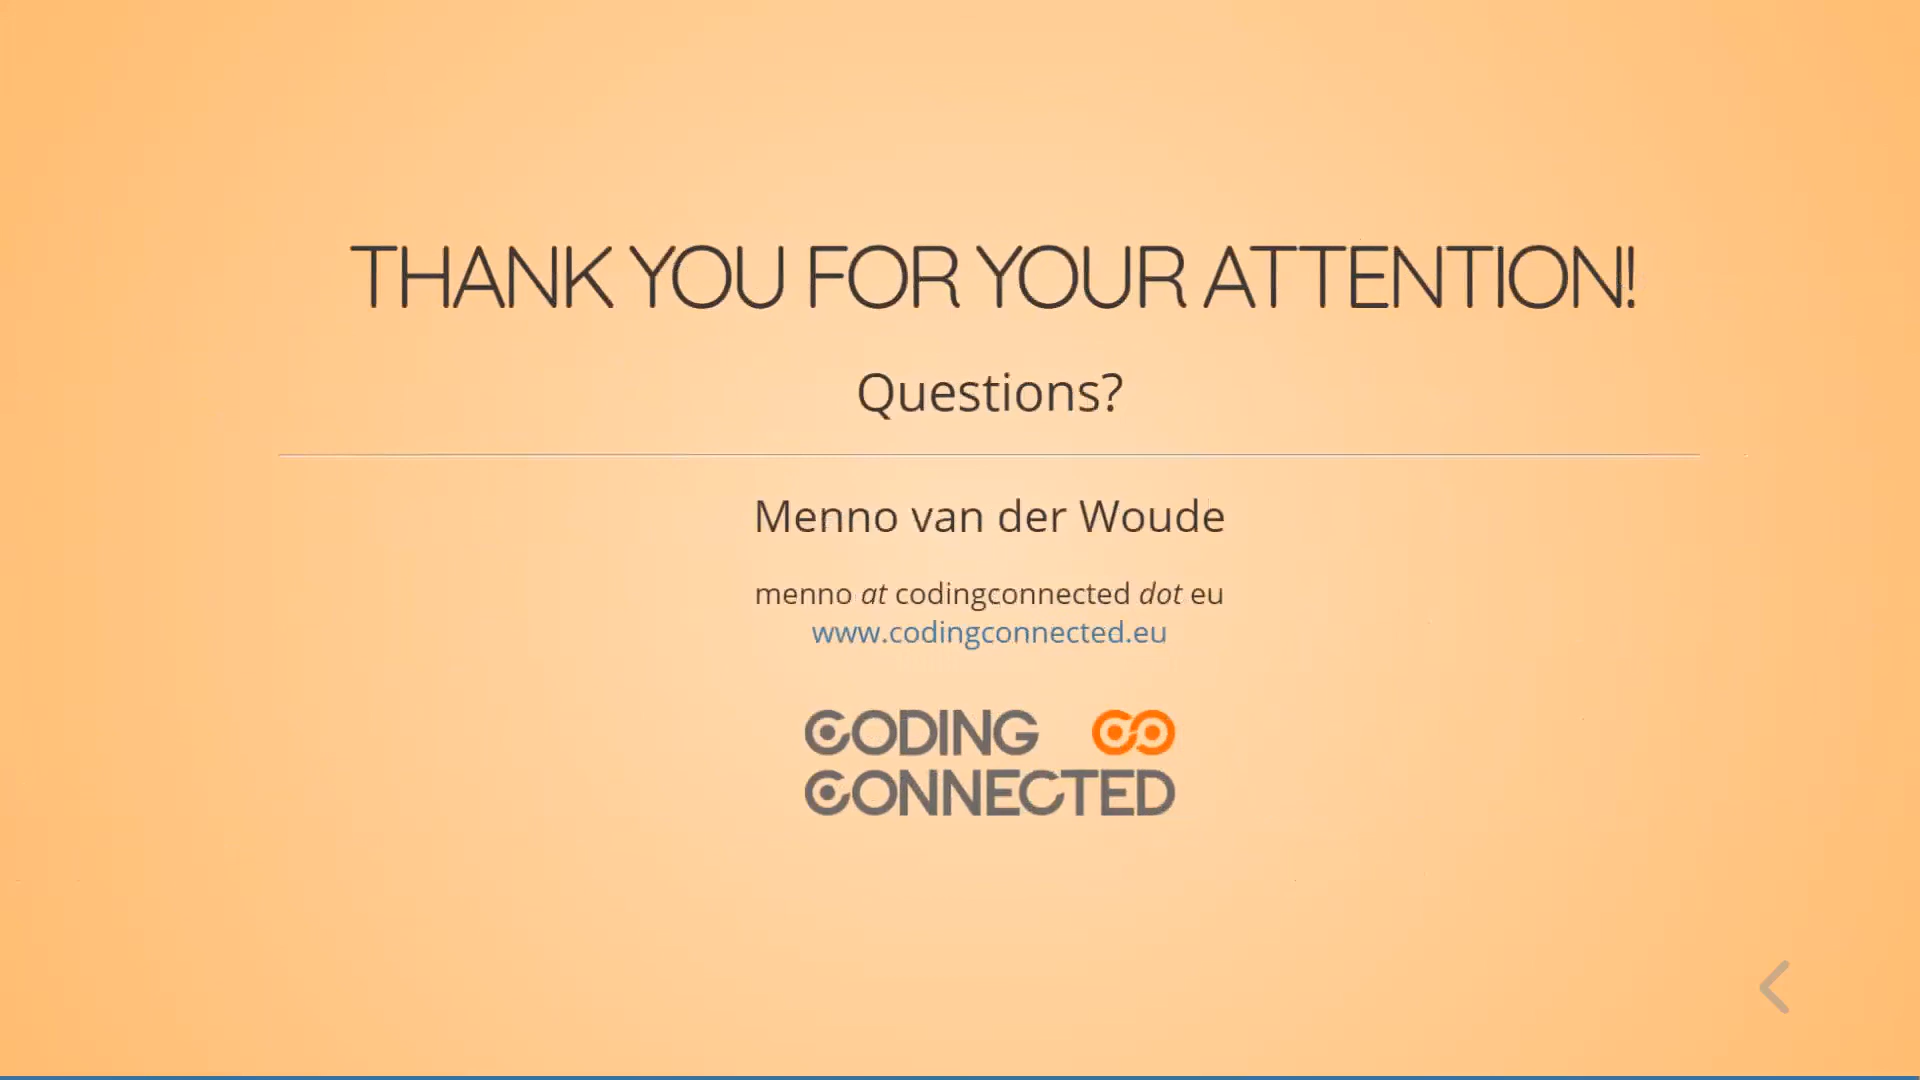 THANK YOU FOR YOUR ATTENTION!
Questions?
Menno van der Woude
menno at codingconnected dot eu
www.codingconnected.eu
CODING
CONNECTED